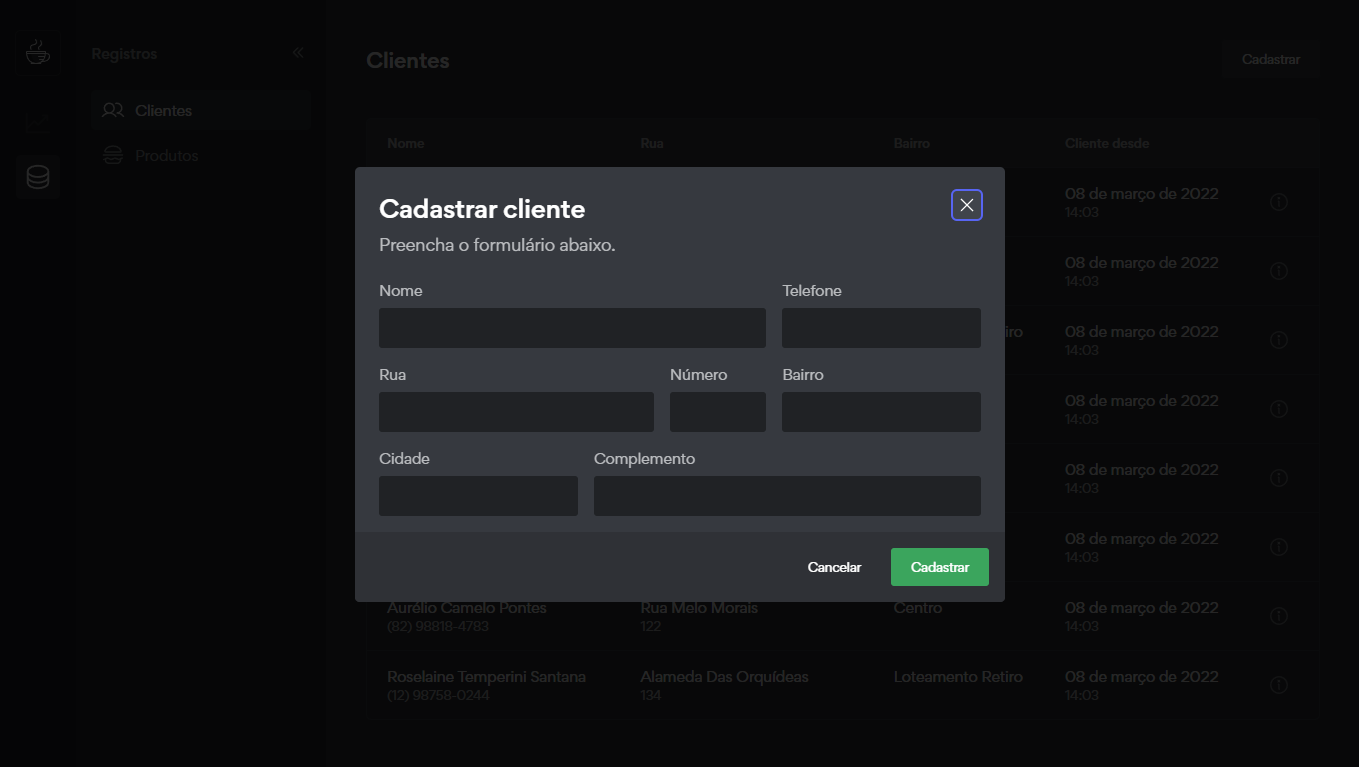 Registros
Clientes
Produtos
Clientes
Cadastrar
Nome Rua Bairro Cliente desde
08 de março de 2022
14:03
08 de março de 2022
14:03
iro 08 de março de 2022
14:03
08 de março de 2022
14:03
08 de março de 2022
14:03
08 de março de 2022
14:03
Cadastrar cliente
Preencha o formulário abaixo.
Nome Telefone
Rua Número Bairro
Cidade Complemento
Cancelar Cadastrar
Aurélio Camelo Pontes Rua Melo Morais Centro 08 de março de 2022
(82) 98818-4783 122 14:03
Roselaine Temperini Santana Alameda Das Orquídeas Loteamento Retiro 08 de março de 2022
(12) 98758-0244 134 14:03